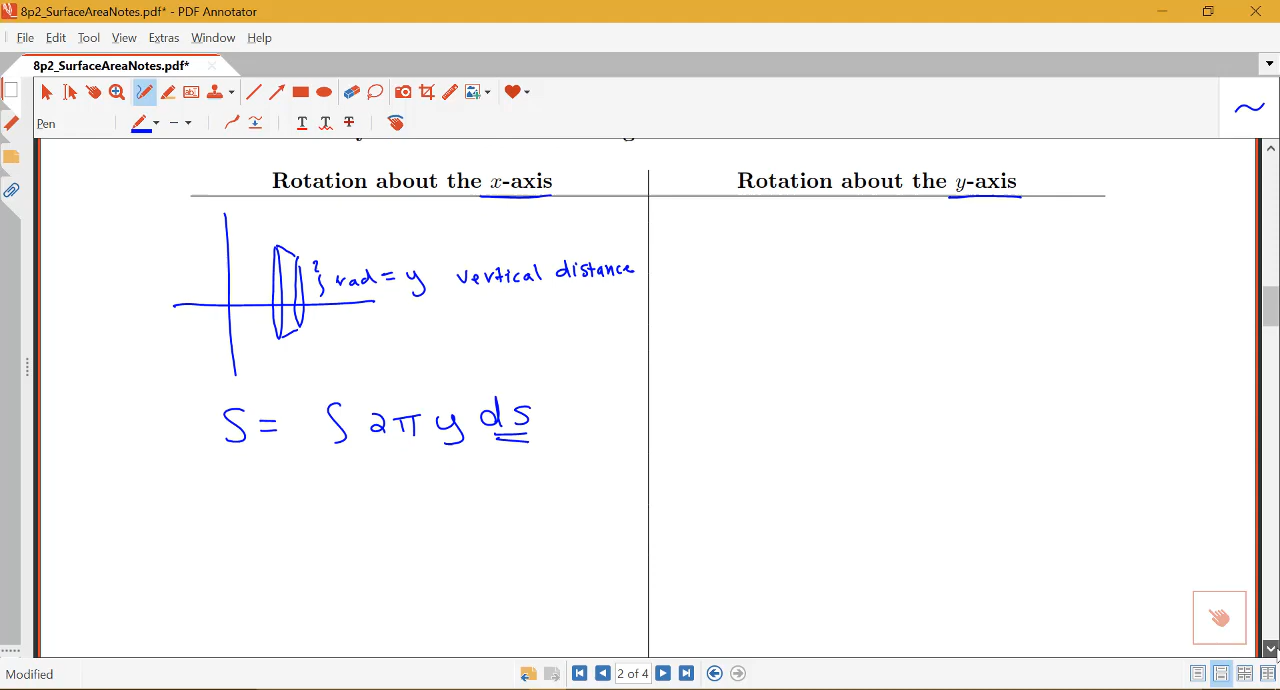 8p2_SurfaceAreaNotes.pdf* - PDF Annotator
File Edit Tool View Extras Window Help
8p2_SurfaceAreaNotes.pdf*
Pen
Rotation about the x-axis
Rotation about the y-axis
rad = y vertical distance
S = ∫ 2π y ds
Modified
2 of 4